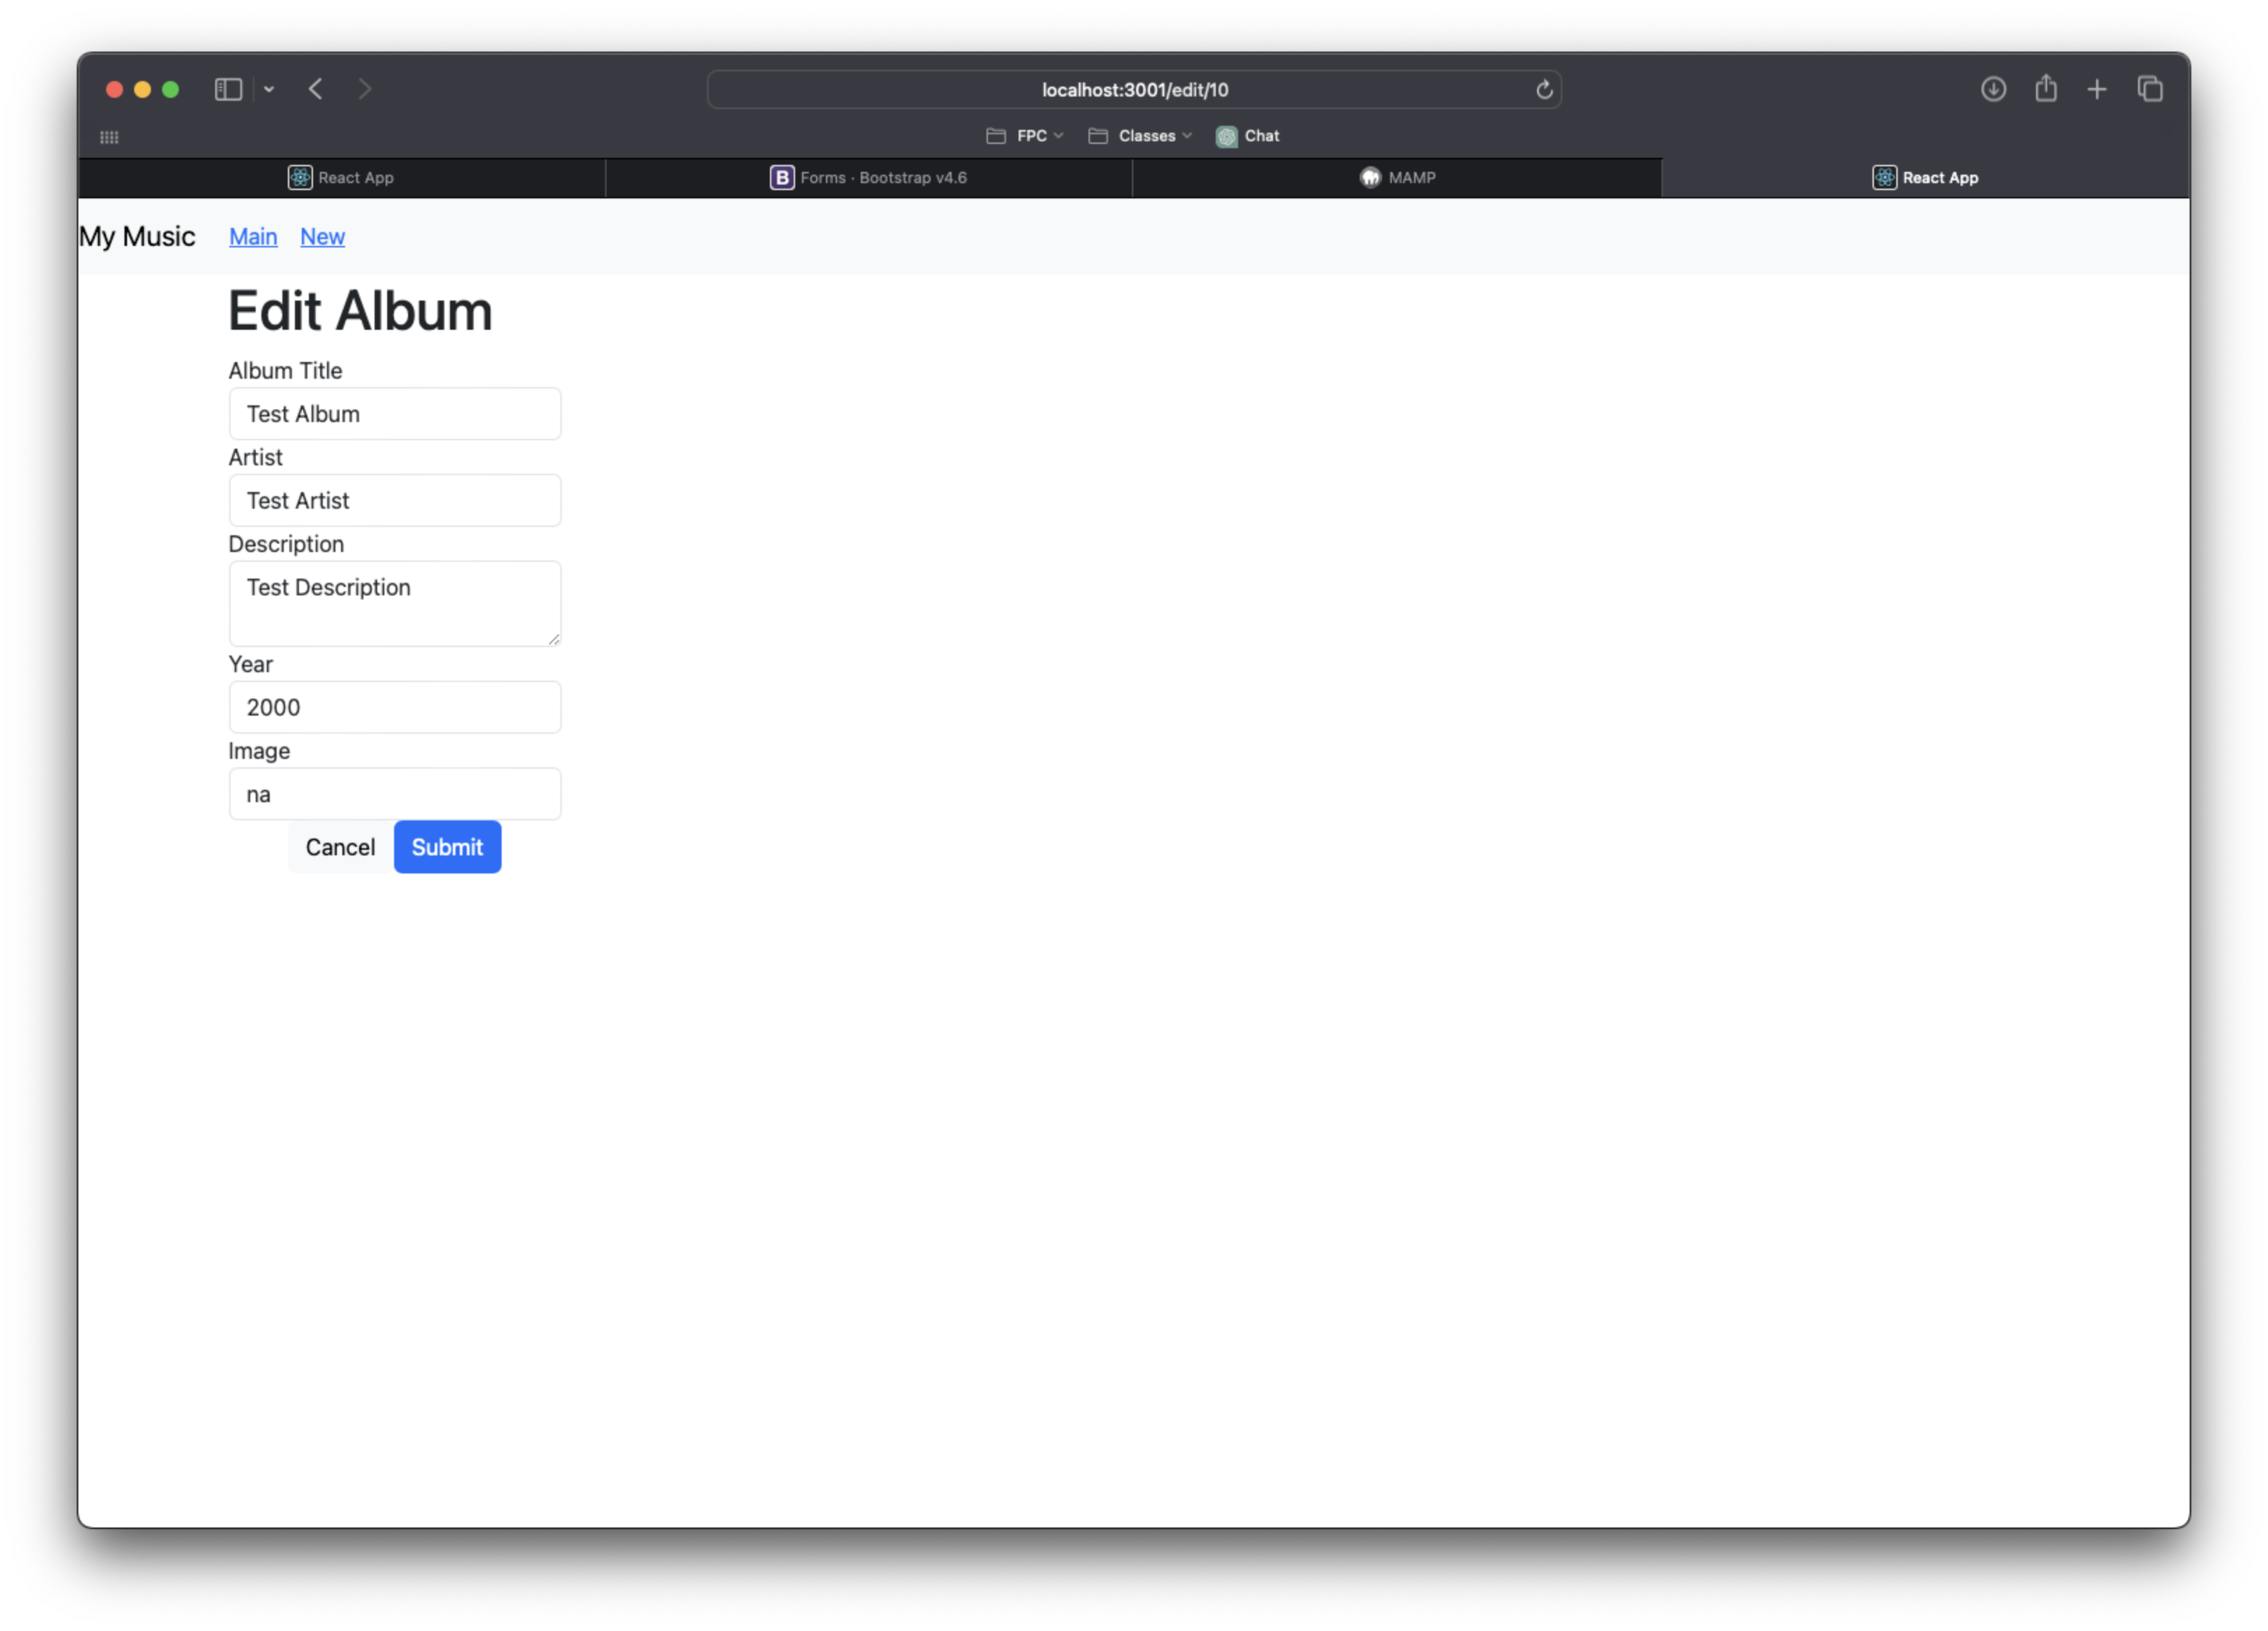 localhost:3001/edit/10
FPC Classes Chat
React App B Forms · Bootstrap v4.6 MAMP React App
My Music Main New
Edit Album
Album Title
Test Album
Artist
Test Artist
Description
Test Description
Year
2000
Image
na
Cancel Submit